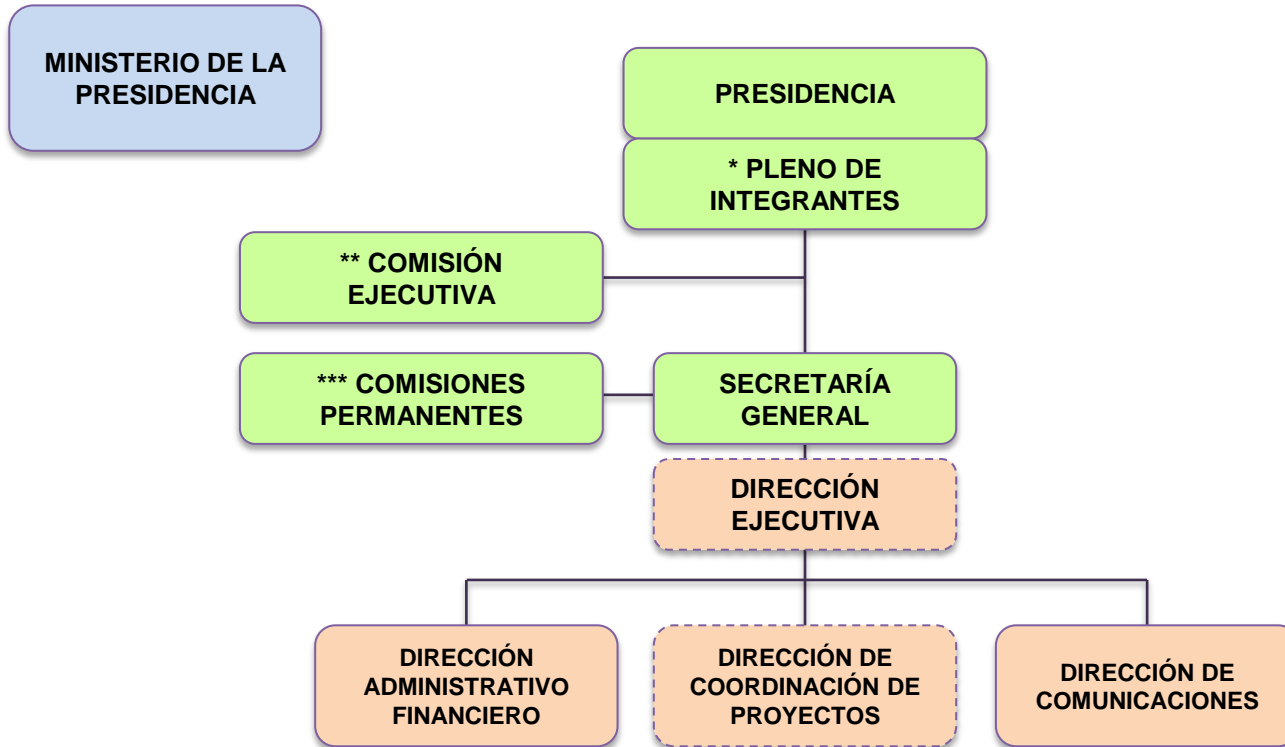 MINISTERIO DE LA
PRESIDENCIA
PRESIDENCIA
* PLENO DE
INTEGRANTES
** COMISIÓN
EJECUTIVA
*** COMISIONES
PERMANENTES
SECRETARÍA
GENERAL
DIRECCIÓN
EJECUTIVA
DIRECCIÓN
ADMINISTRATIVO
FINANCIERO
DIRECCIÓN DE
COORDINACIÓN DE
PROYECTOS
DIRECCIÓN DE
COMUNICACIONES